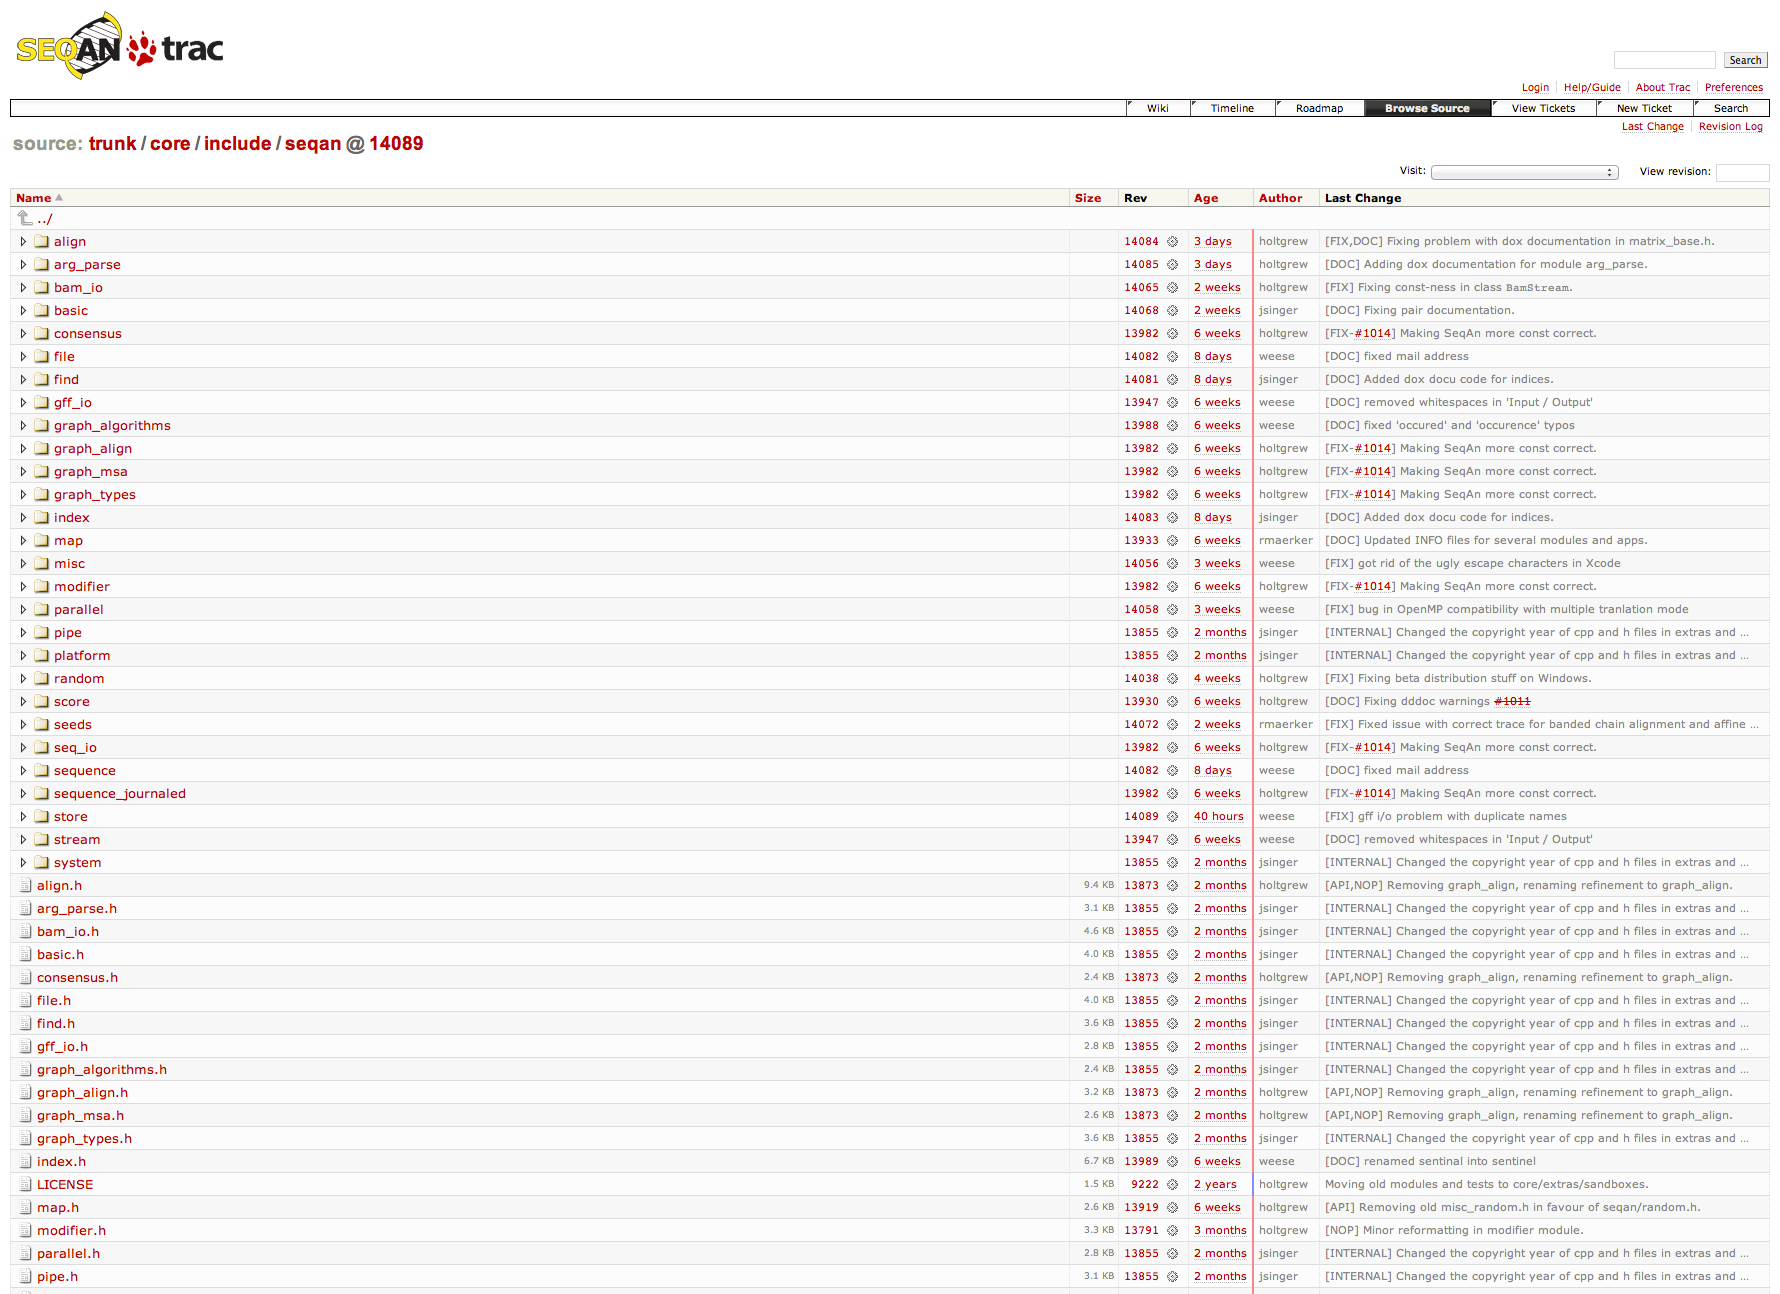 SEQAN trac
Search
Login Help/Guide About Trac Preferences
Wiki Timeline Roadmap Browse Source View Tickets New Ticket Search
Last Change Revision Log
source: trunk / core / include / seqan @ 14089
Visit: View revision:
Name Size Rev Age Author Last Change
../
align 14084 3 days holtgrew [FIX,DOC] Fixing problem with dox documentation in matrix_base.h.
arg_parse 14085 3 days holtgrew [DOC] Adding dox documentation for module arg_parse.
bam_io 14065 2 weeks holtgrew [FIX] Fixing const-ness in class BamStream.
basic 14068 2 weeks jsinger [DOC] Fixing pair documentation.
consensus 13982 6 weeks holtgrew [FIX-#1014] Making SeqAn more const correct.
file 14082 8 days weese [DOC] fixed mail address
find 14081 8 days jsinger [DOC] Added dox docu code for indices.
gff_io 13947 6 weeks weese [DOC] removed whitespaces in 'Input / Output'
graph_algorithms 13988 6 weeks weese [DOC] fixed 'occured' and 'occurence' typos
graph_align 13982 6 weeks holtgrew [FIX-#1014] Making SeqAn more const correct.
graph_msa 13982 6 weeks holtgrew [FIX-#1014] Making SeqAn more const correct.
graph_types 13982 6 weeks holtgrew [FIX-#1014] Making SeqAn more const correct.
index 14083 8 days jsinger [DOC] Added dox docu code for indices.
map 13933 6 weeks rmaerker [DOC] Updated INFO files for several modules and apps.
misc 14056 3 weeks weese [FIX] got rid of the ugly escape characters in Xcode
modifier 13982 6 weeks holtgrew [FIX-#1014] Making SeqAn more const correct.
parallel 14058 3 weeks weese [FIX] bug in OpenMP compatibility with multiple tranlation mode
pipe 13855 2 months jsinger [INTERNAL] Changed the copyright year of cpp and h files in extras and ...
platform 13855 2 months jsinger [INTERNAL] Changed the copyright year of cpp and h files in extras and ...
random 14038 4 weeks holtgrew [FIX] Fixing beta distribution stuff on Windows.
score 13930 6 weeks holtgrew [DOC] Fixing dddoc warnings #1011
seeds 14072 2 weeks rmaerker [FIX] Fixed issue with correct trace for banded chain alignment and affine ...
seq_io 13982 6 weeks holtgrew [FIX-#1014] Making SeqAn more const correct.
sequence 14082 8 days weese [DOC] fixed mail address
sequence_journaled 13982 6 weeks holtgrew [FIX-#1014] Making SeqAn more const correct.
store 14089 40 hours weese [FIX] gff i/o problem with duplicate names
stream 13947 6 weeks weese [DOC] removed whitespaces in 'Input / Output'
system 13855 2 months jsinger [INTERNAL] Changed the copyright year of cpp and h files in extras and ...
align.h 9.4 KB 13873 2 months holtgrew [API,NOP] Removing graph_align, renaming refinement to graph_align.
arg_parse.h 3.1 KB 13855 2 months jsinger [INTERNAL] Changed the copyright year of cpp and h files in extras and ...
bam_io.h 4.6 KB 13855 2 months jsinger [INTERNAL] Changed the copyright year of cpp and h files in extras and ...
basic.h 4.0 KB 13855 2 months jsinger [INTERNAL] Changed the copyright year of cpp and h files in extras and ...
consensus.h 2.4 KB 13873 2 months holtgrew [API,NOP] Removing graph_align, renaming refinement to graph_align.
file.h 4.0 KB 13855 2 months jsinger [INTERNAL] Changed the copyright year of cpp and h files in extras and ...
find.h 3.6 KB 13855 2 months jsinger [INTERNAL] Changed the copyright year of cpp and h files in extras and ...
gff_io.h 2.8 KB 13855 2 months jsinger [INTERNAL] Changed the copyright year of cpp and h files in extras and ...
graph_algorithms.h 2.4 KB 13855 2 months jsinger [INTERNAL] Changed the copyright year of cpp and h files in extras and ...
graph_align.h 3.2 KB 13873 2 months holtgrew [API,NOP] Removing graph_align, renaming refinement to graph_align.
graph_msa.h 2.6 KB 13873 2 months holtgrew [API,NOP] Removing graph_align, renaming refinement to graph_align.
graph_types.h 3.6 KB 13855 2 months jsinger [INTERNAL] Changed the copyright year of cpp and h files in extras and ...
index.h 6.7 KB 13989 6 weeks weese [DOC] renamed sentinal into sentinel
LICENSE 1.5 KB 9222 2 years holtgrew Moving old modules and tests to core/extras/sandboxes.
map.h 2.6 KB 13919 6 weeks holtgrew [API] Removing old misc_random.h in favour of seqan/random.h.
modifier.h 3.3 KB 13791 3 months holtgrew [NOP] Minor reformatting in modifier module.
parallel.h 2.8 KB 13855 2 months jsinger [INTERNAL] Changed the copyright year of cpp and h files in extras and ...
pipe.h 3.1 KB 13855 2 months jsinger [INTERNAL] Changed the copyright year of cpp and h files in extras and ...